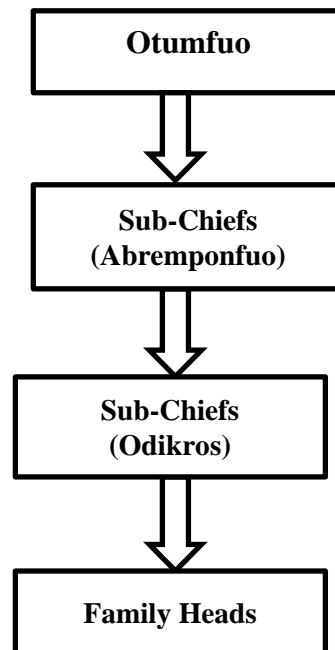 Otumfuo
Sub-Chiefs
(Abremponfuo)
Sub-Chiefs
(Odikros)
Family Heads